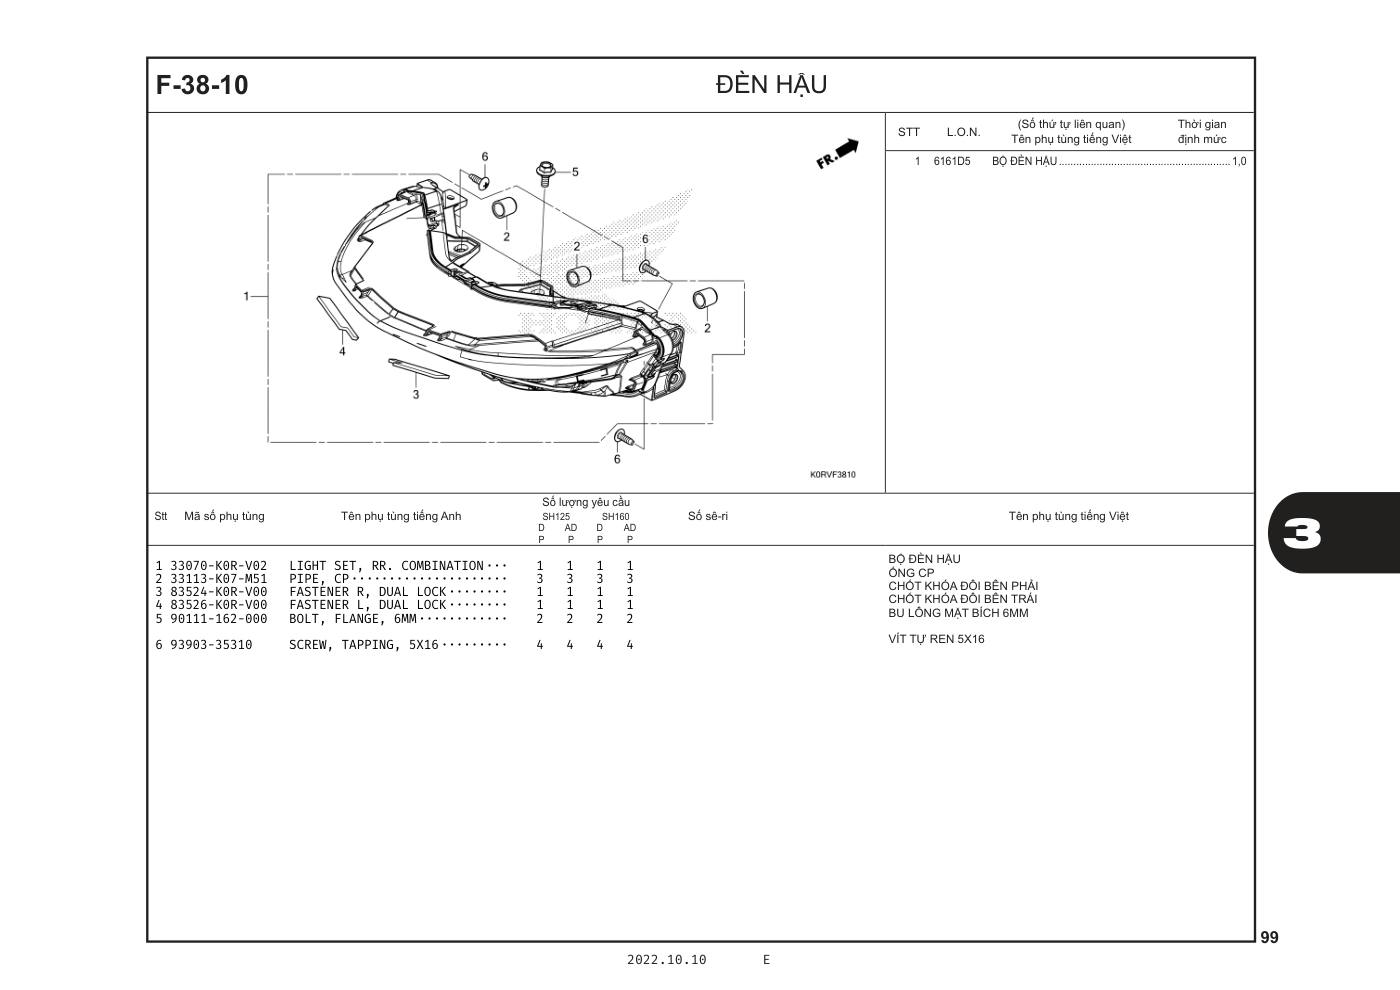 F-38-10
ĐÈN HẬU
STT L.O.N. (Số thứ tự liên quan) Thời gian
Tên phụ tùng tiếng Việt định mức
1 6161D5 BỘ ĐÈN HẬU 1,0
FR.
6
5
2
2
6
1
2
4
3
6
K0RVF3810
Stt Mã số phụ tùng Tên phụ tùng tiếng Anh Số lượng yêu cầu Số sê-ri Tên phụ tùng tiếng Việt
SH125 SH160
D AD D AD
P P P P
1 33070-K0R-V02 LIGHT SET, RR. COMBINATION··· 1 1 1 1 BỘ ĐÈN HẬU
2 33113-K07-M51 PIPE, CP····················· 3 3 3 3 ỐNG CP
3 83524-K0R-V00 FASTENER R, DUAL LOCK········ 1 1 1 1 CHỐT KHÓA ĐÔI BÊN PHẢI
4 83526-K0R-V00 FASTENER L, DUAL LOCK········ 1 1 1 1 CHỐT KHÓA ĐÔI BÊN TRÁI
5 90111-162-000 BOLT, FLANGE, 6MM············ 2 2 2 2 BU LÔNG MẶT BÍCH 6MM
6 93903-35310 SCREW, TAPPING, 5X16········· 4 4 4 4 VÍT TỰ REN 5X16
3
99
2022.10.10 E